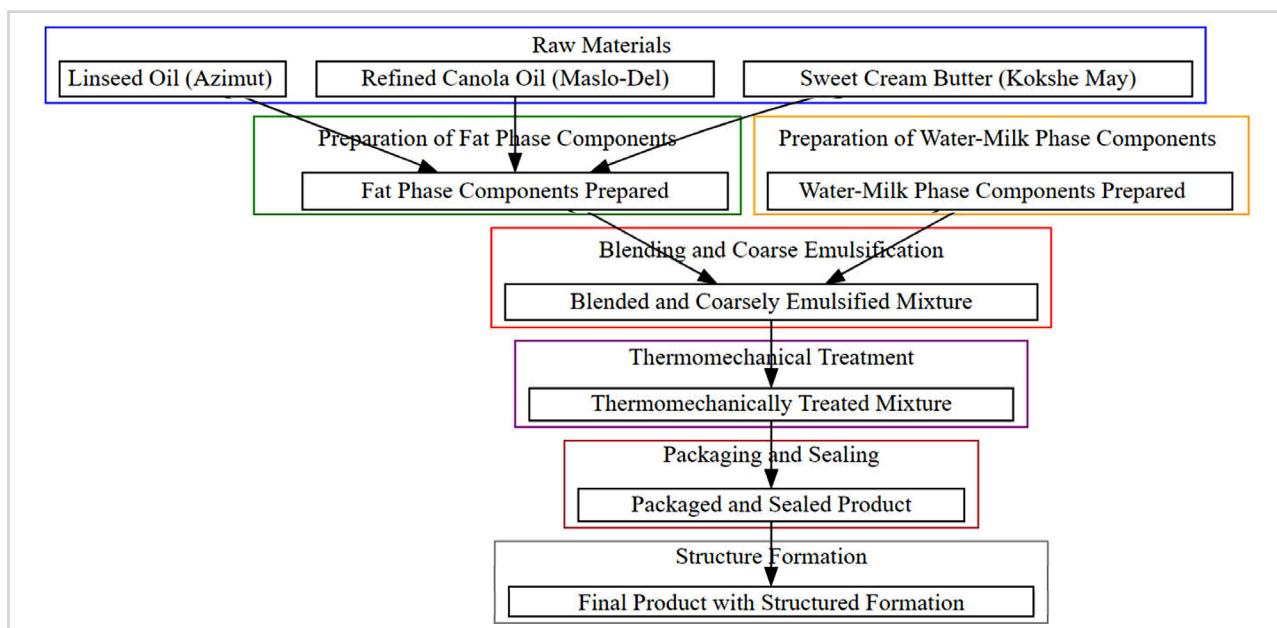 Raw Materials
Linseed Oil (Azimut)
Refined Canola Oil (Maslo-Del)
Sweet Cream Butter (Kokshe May)
Preparation of Fat Phase Components
Preparation of Water-Milk Phase Components
Fat Phase Components Prepared
Water-Milk Phase Components Prepared
Blending and Coarse Emulsification
Blended and Coarsely Emulsified Mixture
Thermomechanical Treatment
Thermomechanically Treated Mixture
Packaging and Sealing
Packaged and Sealed Product
Structure Formation
Final Product with Structured Formation